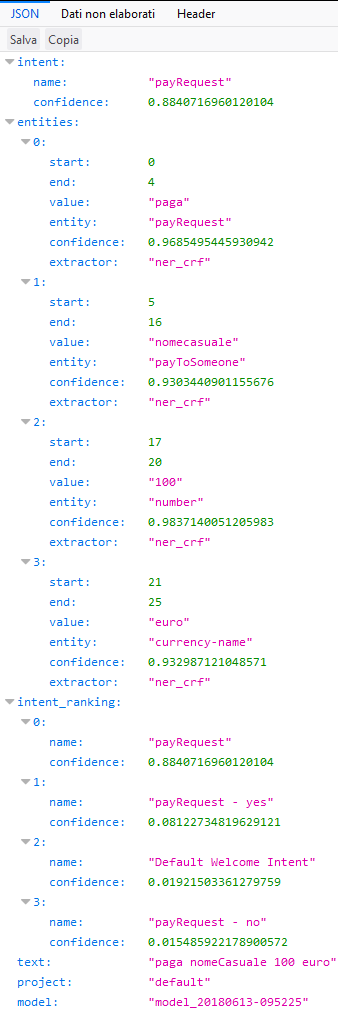 JSON Dati non elaborati Header
Salva Copia
intent:
name: "payRequest"
confidence: 0.8840716960120104
entities:
0:
start: 0
end: 4
value: "paga"
entity: "payRequest"
confidence: 0.9685495445930942
extractor: "ner_crf"
1:
start: 5
end: 16
value: "nomecasuale"
entity: "payToSomeone"
confidence: 0.9303440901155676
extractor: "ner_crf"
2:
start: 17
end: 20
value: "100"
entity: "number"
confidence: 0.9837140051205983
extractor: "ner_crf"
3:
start: 21
end: 25
value: "euro"
entity: "currency-name"
confidence: 0.932987121048571
extractor: "ner_crf"
intent_ranking:
0:
name: "payRequest"
confidence: 0.8840716960120104
1:
name: "payRequest - yes"
confidence: 0.08122734819629121
2:
name: "Default Welcome Intent"
confidence: 0.01921503361279759
3:
name: "payRequest - no"
confidence: 0.015485922178900572
text: "paga nomeCasuale 100 euro"
project: "default"
model: "model_20180613-095225"